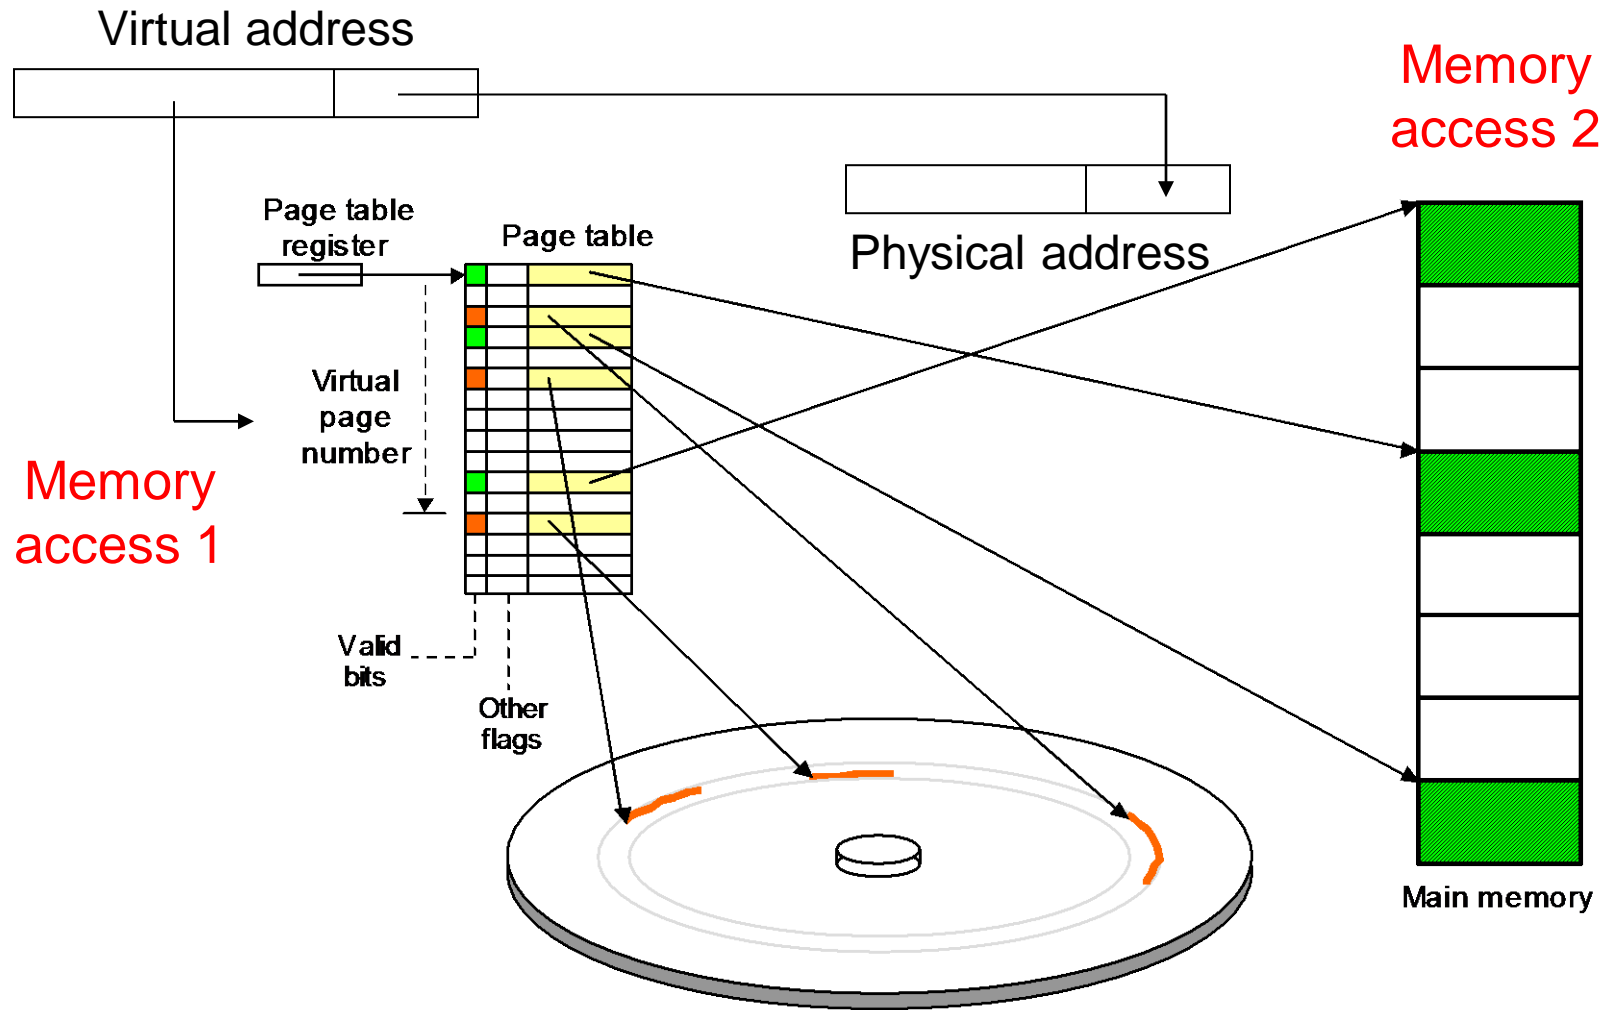 Virtual address
Memory
access 2
Page table
register
Page table
Physical address
Virtual
page
number
Memory
access 1
Valid
bits
Other
flags
Main memory